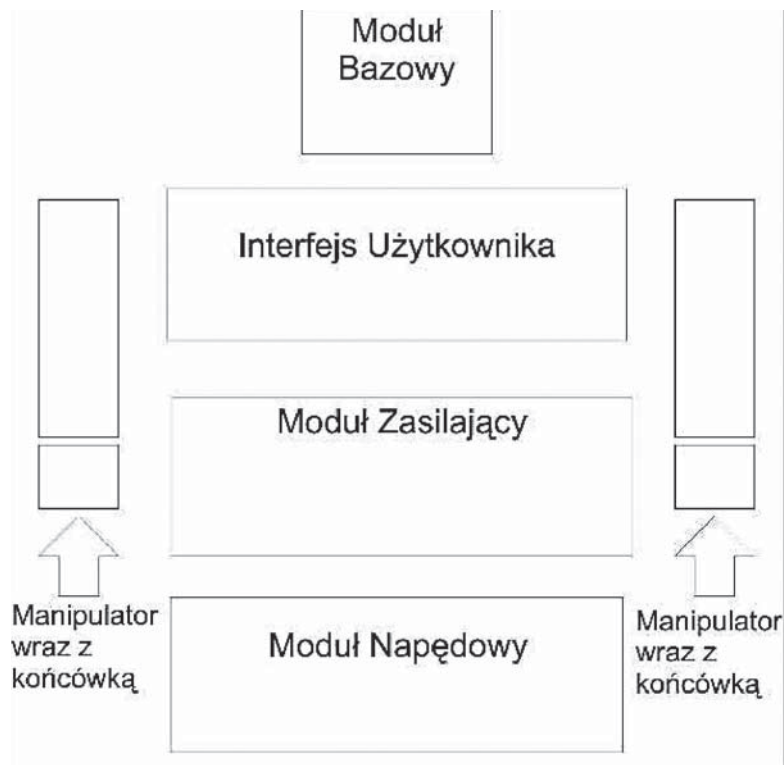 Moduł
Bazowy
Interfejs Użytkownika
Moduł Zasilający
Manipulator
wraz z
końcówką
Moduł Napędowy
Manipulator
wraz z
końcówką